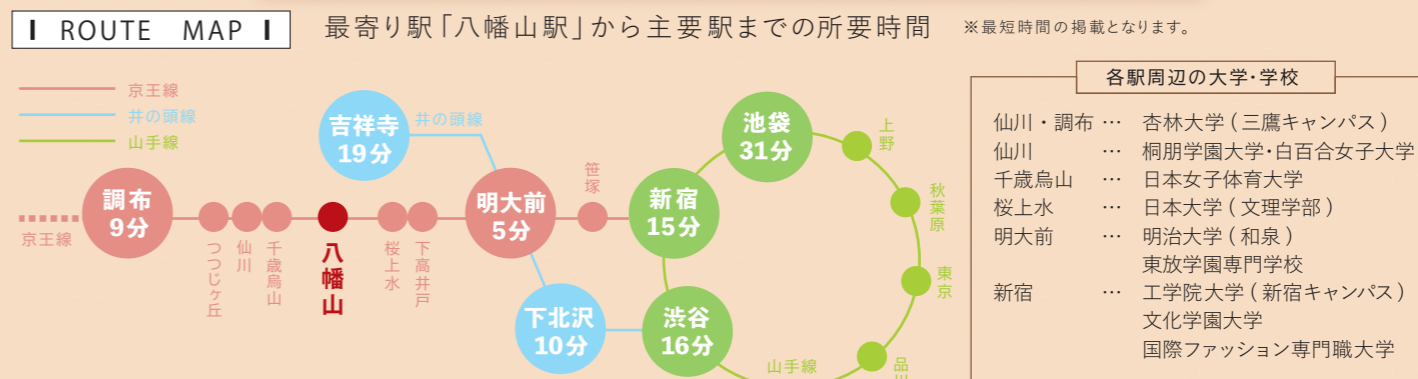 ROUTE MAP
最寄り駅「八幡山駅」から主要駅までの所要時間
※最短時間の掲載となります。
京王線
井の頭線
山手線
吉祥寺
19分
井の頭線
池袋
31分
上野
秋葉原
東京
品川
山手線
京王線
調布
9分
つつじヶ丘
仙川
千歳烏山
八幡山
桜上水
下高井戸
明大前
5分
笹塚
新宿
15分
下北沢
10分
渋谷
16分
各駅周辺の大学・学校
仙川・調布 … 杏林大学(三鷹キャンパス)
仙川 … 桐朋学園大学・白百合女子大学
千歳烏山 … 日本女子体育大学
桜上水 … 日本大学(文理学部)
明大前 … 明治大学(和泉)
東放学園専門学校
新宿 … 工学院大学(新宿キャンパス)
文化学園大学
国際ファッション専門職大学